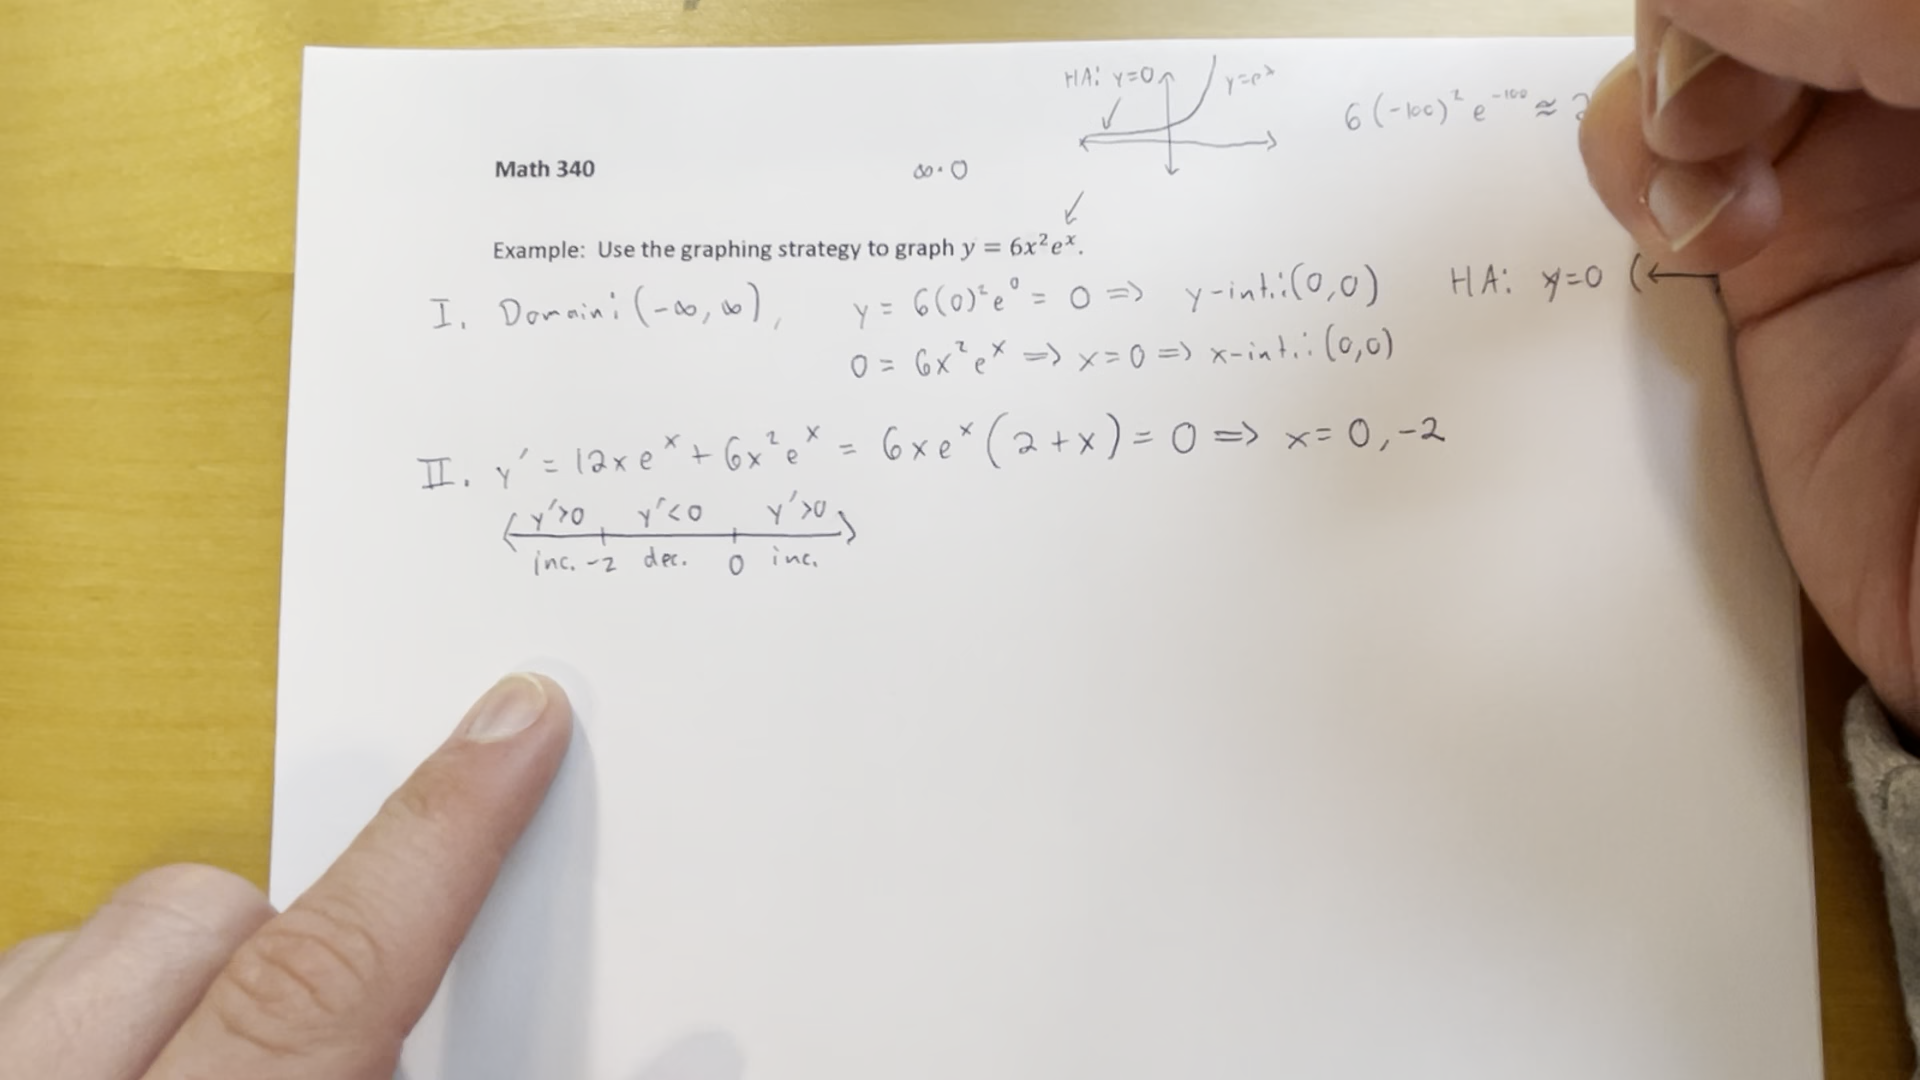 HA: y=0 y=eˣ
6(-100)² e⁻¹⁰⁰ ≈
Math 340 ∞·0
Example: Use the graphing strategy to graph y = 6x²eˣ.
I. Domain: (-∞, ∞), y = 6(0)²e⁰ = 0 => y-int.: (0,0) HA: y=0 (←
0 = 6x²eˣ => x=0 => x-int.: (0,0)
II. y' = 12xeˣ + 6x²eˣ = 6xeˣ(2+x) = 0 => x=0,-2
y'>0 y'<0 y'>0
inc. -2 dec. 0 inc.